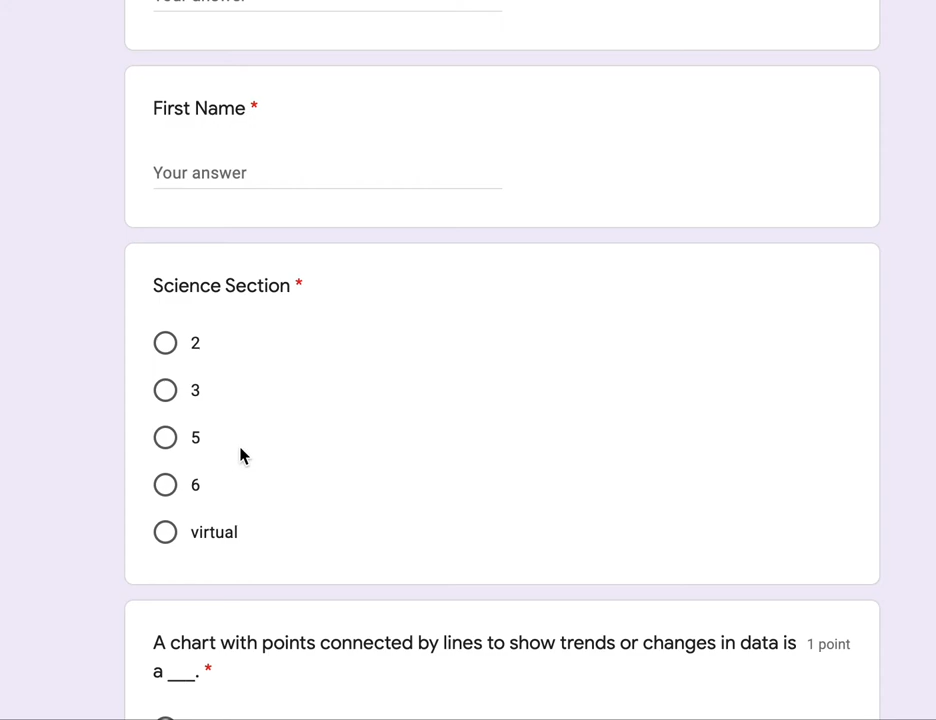 First Name *
Your answer
Science Section *
2
3
5
6
virtual
A chart with points connected by lines to show trends or changes in data is 1 point
a ___. *